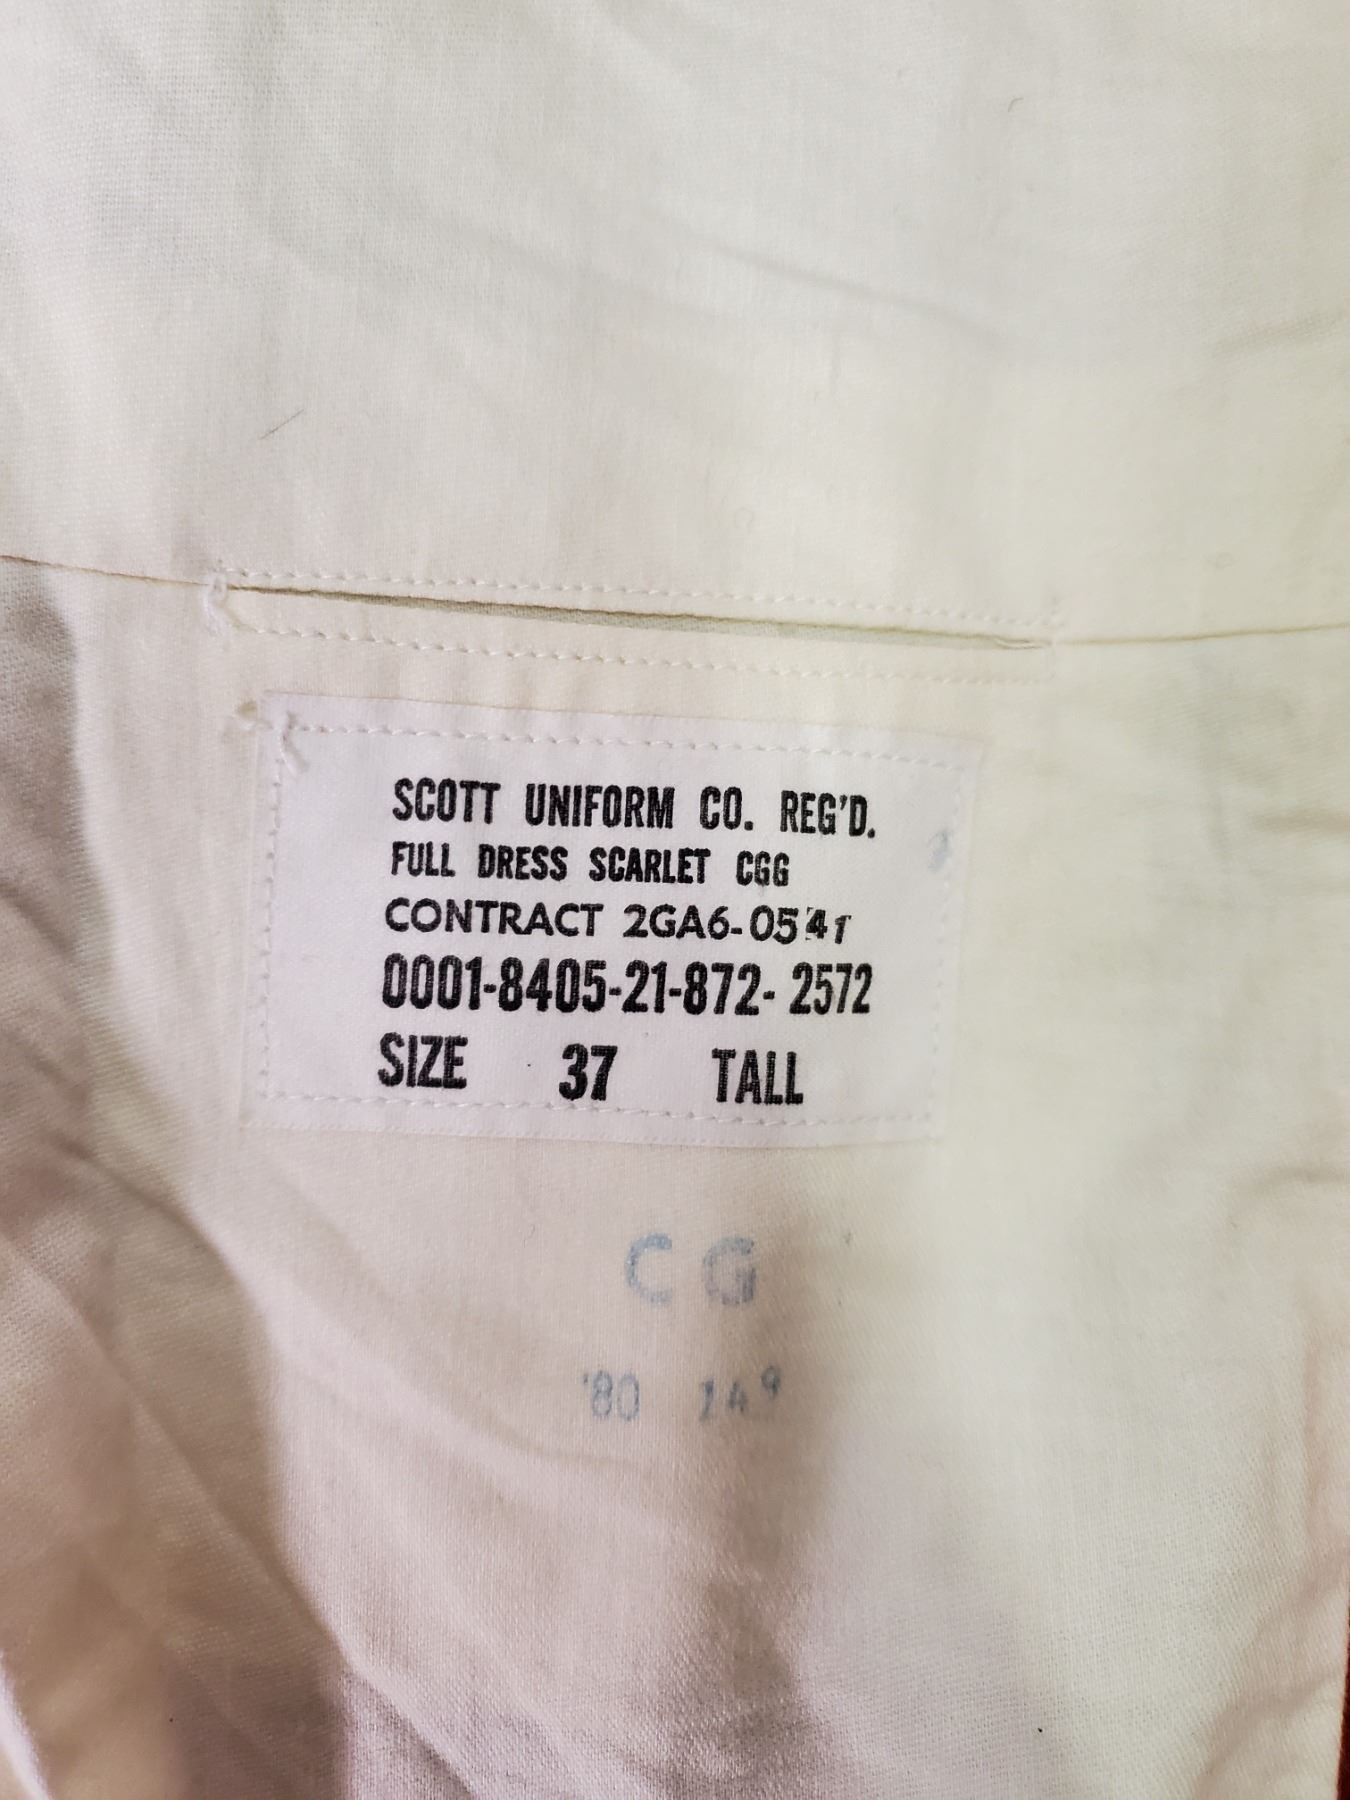 SCOTT UNIFORM CO. REG'D.
FULL DRESS SCARLET CGG
CONTRACT 2GA6-0541
0001-8405-21-872-2572
SIZE 37 TALL
CG
'80 149